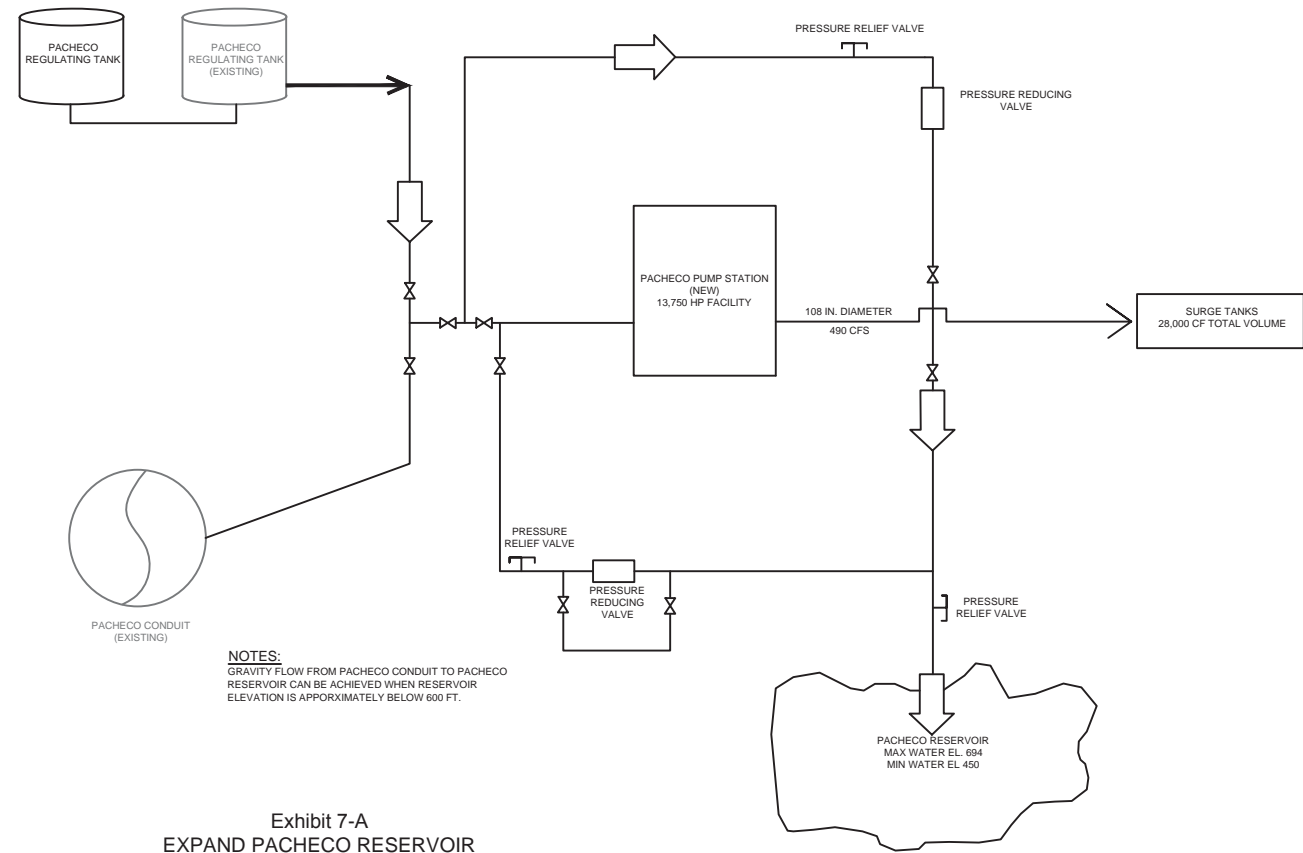 PACHECO
REGULATING TANK
PACHECO
REGULATING TANK
(EXISTING)
PRESSURE RELIEF VALVE
PRESSURE REDUCING
VALVE
PACHECO PUMP STATION
(NEW)
13,750 HP FACILITY
108 IN. DIAMETER
490 CFS
SURGE TANKS
28,000 CF TOTAL VOLUME
PRESSURE
RELIEF VALVE
PRESSURE
REDUCING
VALVE
PRESSURE
RELIEF VALVE
PACHECO CONDUIT
(EXISTING)
NOTES:
GRAVITY FLOW FROM PACHECO CONDUIT TO PACHECO
RESERVOIR CAN BE ACHIEVED WHEN RESERVOIR
ELEVATION IS APPORXIMATELY BELOW 600 FT.
PACHECO RESERVOIR
MAX WATER EL. 694
MIN WATER EL 450
Exhibit 7-A
EXPAND PACHECO RESERVOIR